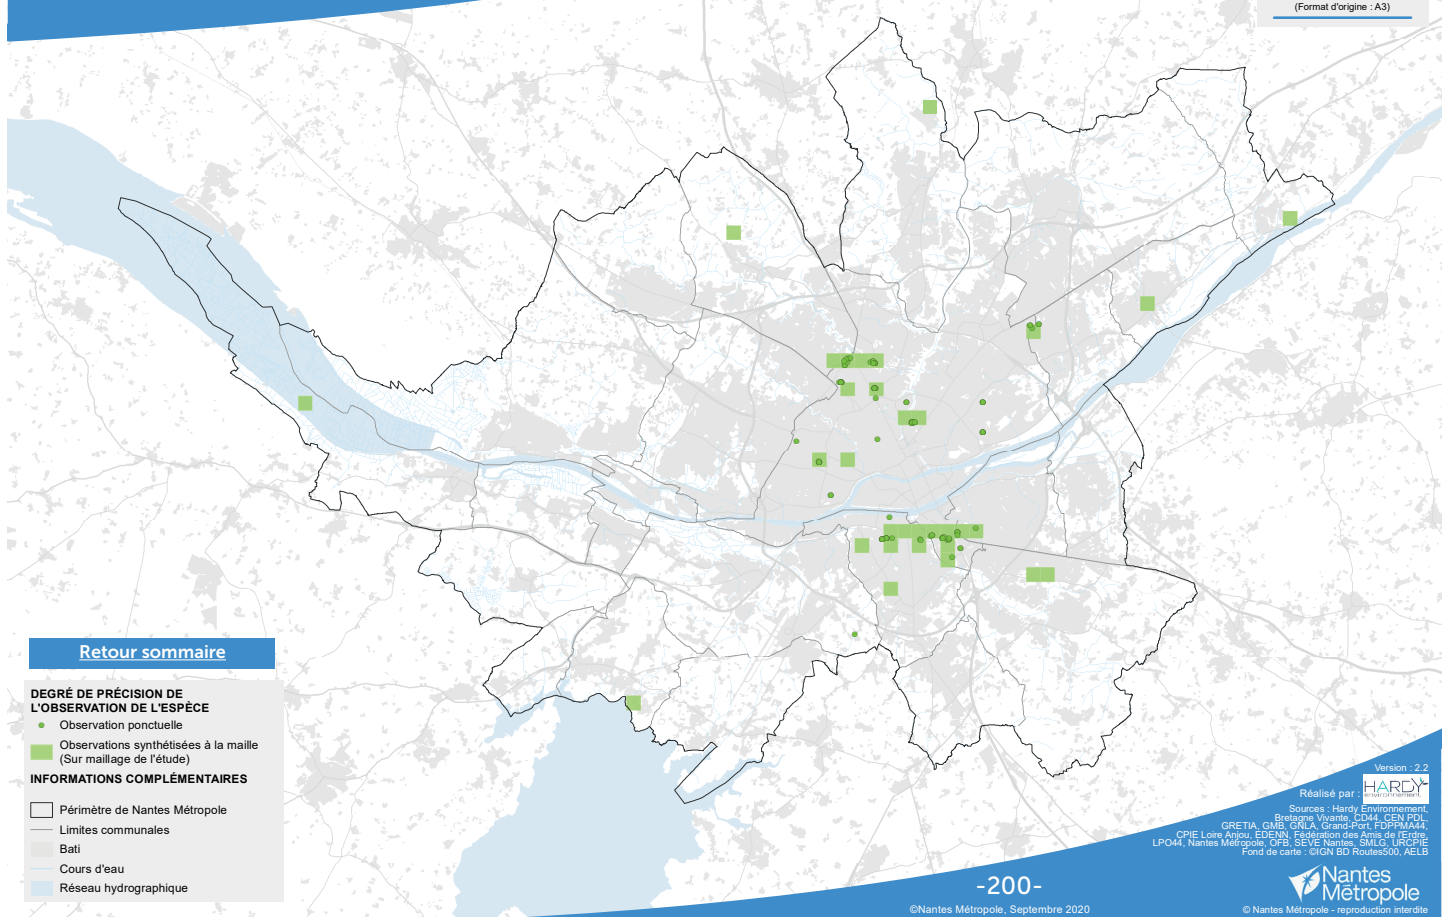 (Format d'origine : A3)
Retour sommaire
DEGRÉ DE PRÉCISION DE
L'OBSERVATION DE L'ESPÈCE
Observation ponctuelle
Observations synthétisées à la maille
(Sur maillage de l'étude)
INFORMATIONS COMPLÉMENTAIRES
Périmètre de Nantes Métropole
Limites communales
Bati
Cours d'eau
Réseau hydrographique
Version : 2.2
Réalisé par : HARDY
environnement
Sources : Hardy Environnement,
Bretagne Vivante, CD44, CEN PDL,
GRETIA, GMB, GNLA, Grand-Port, FDPPMA44,
CPIE Loire Anjou, EDENN, Fédération des Amis de l'Erdre,
LPO44, Nantes Métropole, OFB, SEVE Nantes, SMLG, URCPIE
Fond de carte : ©IGN BD Routes500, AELB
-200-
Nantes
Métropole
©Nantes Métropole, Septembre 2020
© Nantes Métropole - reproduction interdite